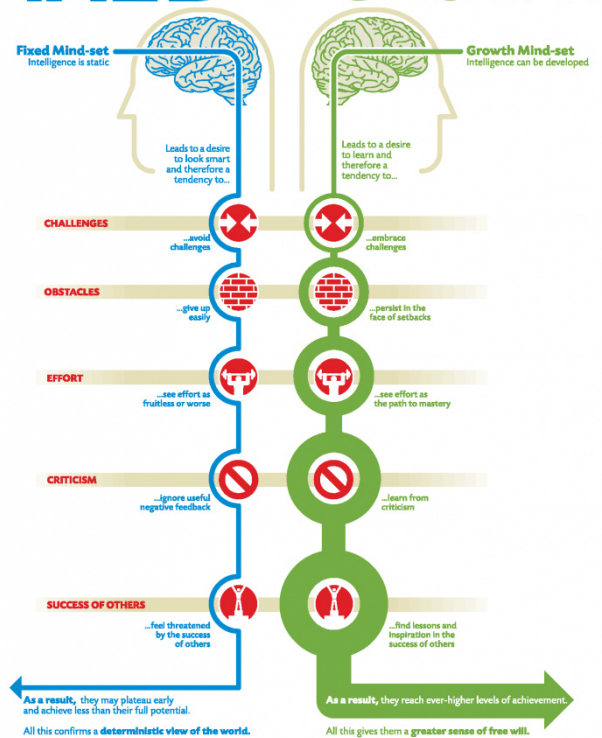 Fixed Mind-set
Intelligence is static
Growth Mind-set
Intelligence can be developed
Leads to a desire
to look smart
and therefore a
tendency to...
Leads to a desire
to learn and
therefore a
tendency to...
CHALLENGES
...avoid
challenges
...embrace
challenges
OBSTACLES
...give up
easily
...persist in the
face of setbacks
EFFORT
...see effort as
fruitless or worse
...see effort as
the path to mastery
CRITICISM
...ignore useful
negative feedback
...learn from
criticism
SUCCESS OF OTHERS
...feel threatened
by the success
of others
...find lessons and
inspiration in the
success of others
As a result, they may plateau early
and achieve less than their full potential.
All this confirms a deterministic view of the world.
As a result, they reach ever-higher levels of achievement.
All this gives them a greater sense of free will.